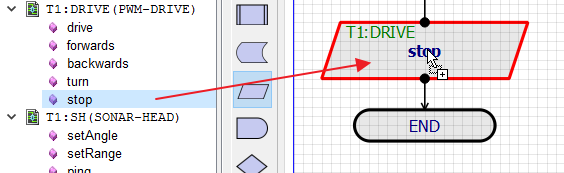 T1:DRIVE(PWM-DRIVE)
drive
forwards
backwards
turn
stop
T1:SH(SONAR-HEAD)
setAngle
setRange
ping
T1:DRIVE
stop
END